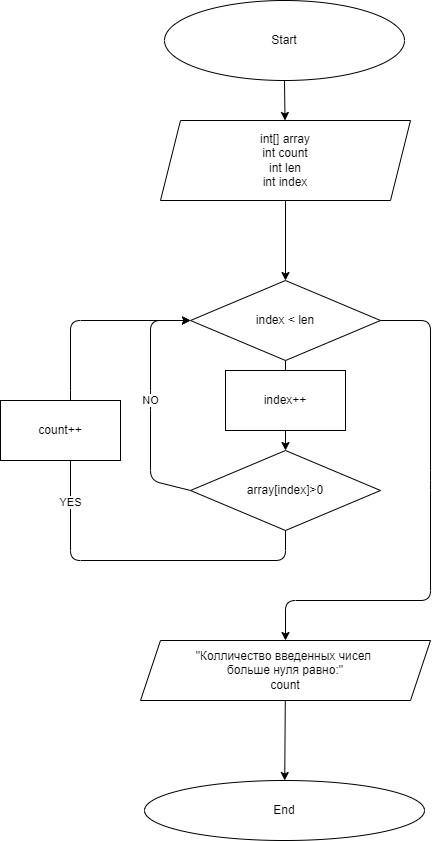 Start
int[] array
int count
int len
int index
index < len
index++
NO
count++
array[index]>0
YES
"Колличество введенных чисел
больше нуля равно:"
count
End